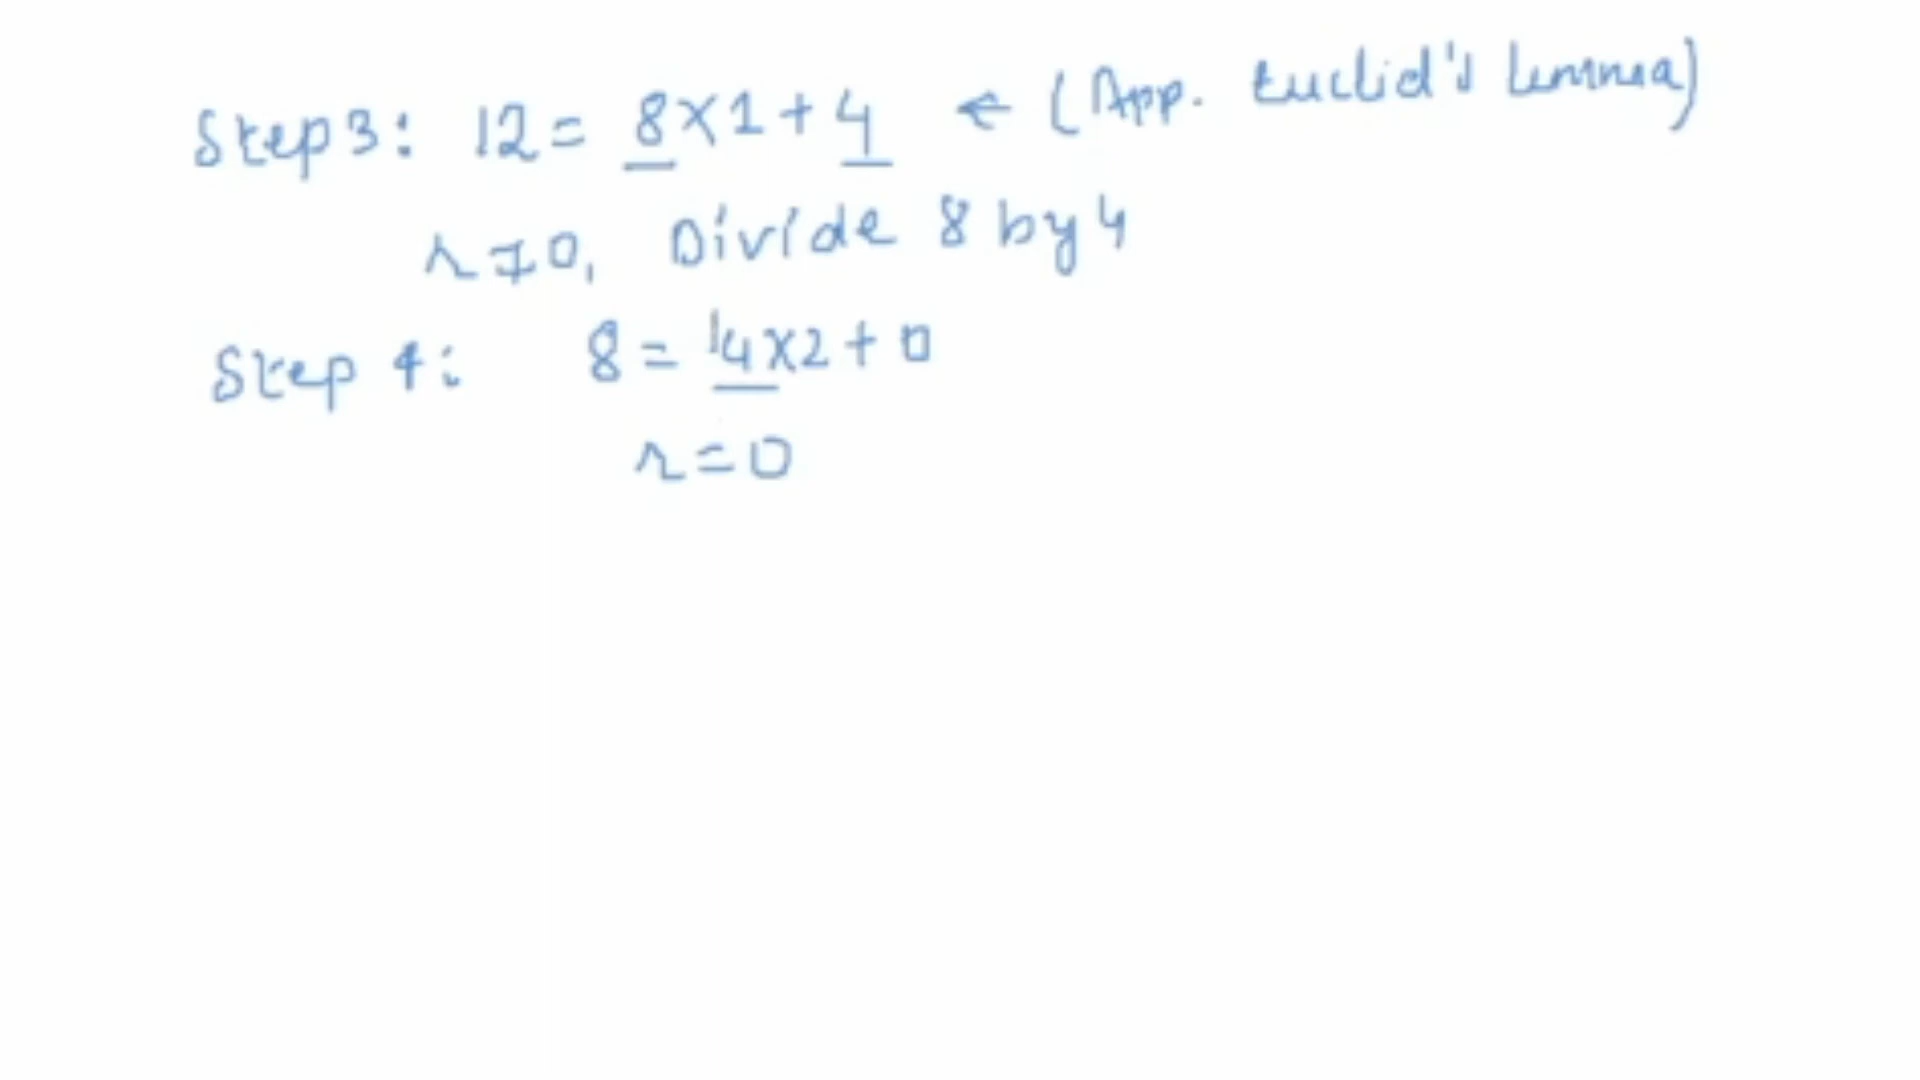 Step 3: 12 = 8×1+4 ← (App. Euclid's Lemma)
r≠0, Divide 8 by 4
Step 4: 8 = 4×2+0
r=0